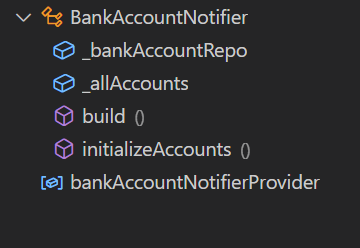 BankAccountNotifier
_bankAccountRepo
_allAccounts
build ()
initializeAccounts ()
bankAccountNotifierProvider